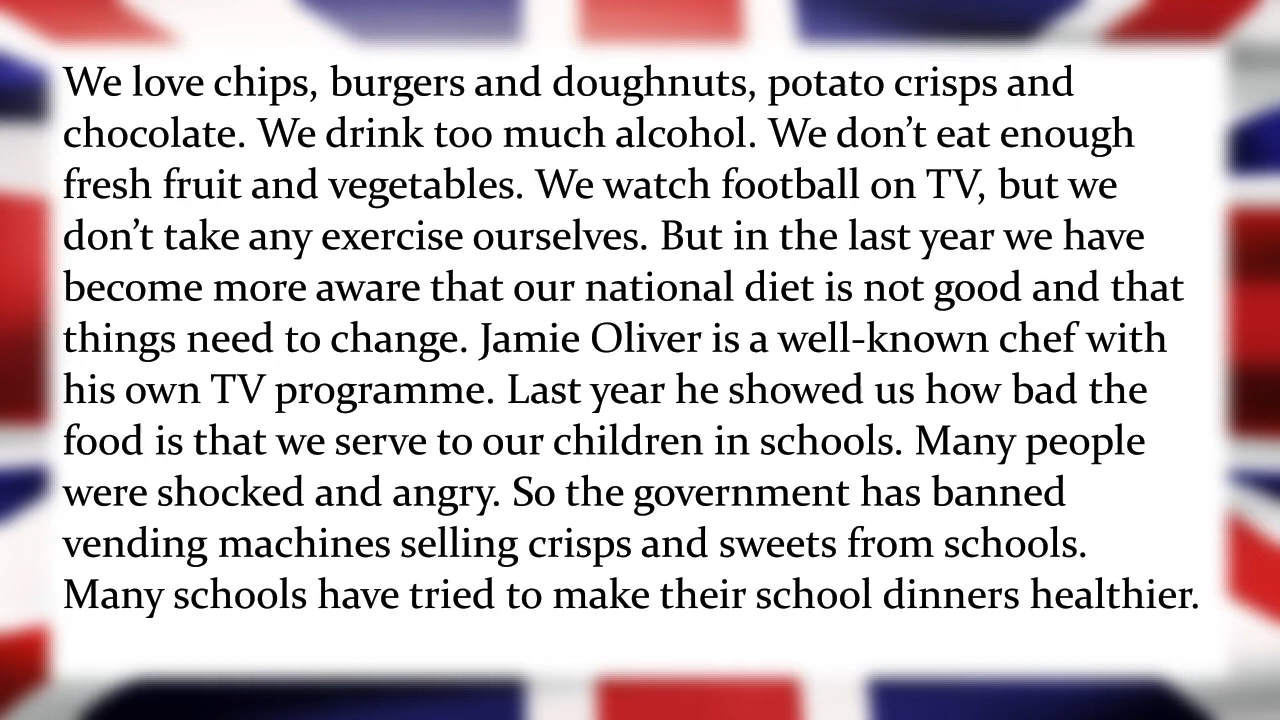 We love chips, burgers and doughnuts, potato crisps and
chocolate. We drink too much alcohol. We don’t eat enough
fresh fruit and vegetables. We watch football on TV, but we
don’t take any exercise ourselves. But in the last year we have
become more aware that our national diet is not good and that
things need to change. Jamie Oliver is a well-known chef with
his own TV programme. Last year he showed us how bad the
food is that we serve to our children in schools. Many people
were shocked and angry. So the government has banned
vending machines selling crisps and sweets from schools.
Many schools have tried to make their school dinners healthier.